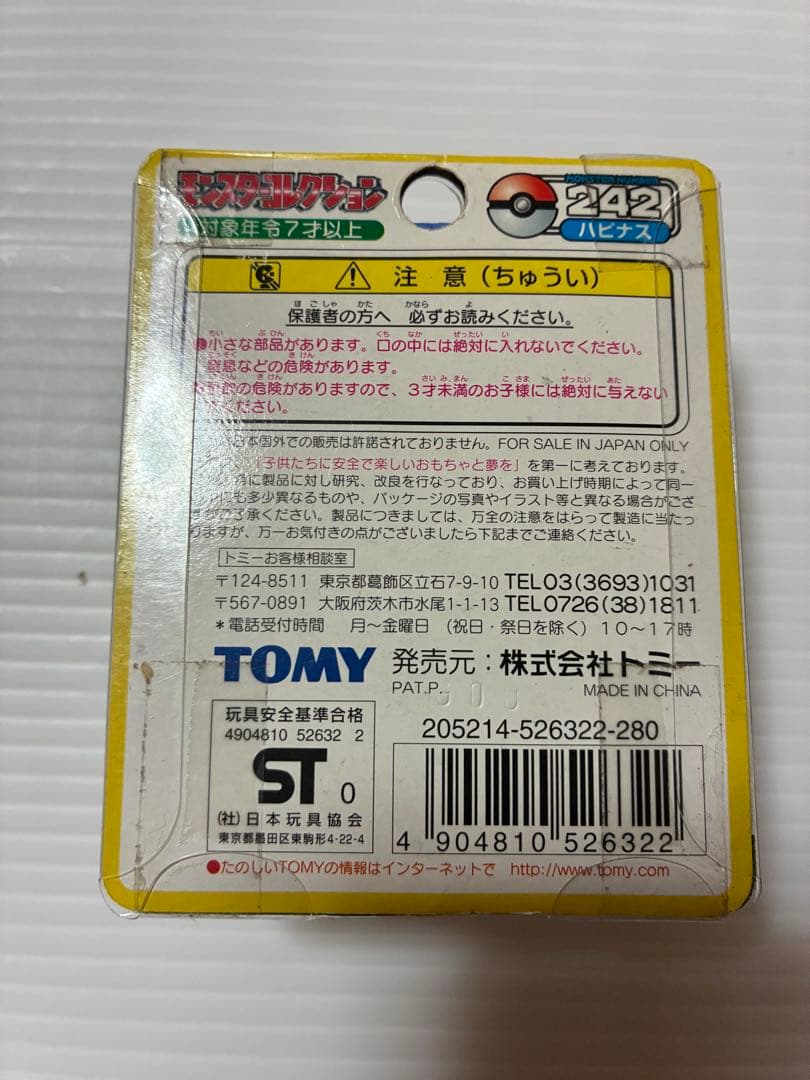 モンスターコレクション
対象年令7才以上
MONSTER NUMBER
242
ハピナス
注 意(ちゅうい)
保護者の方へ 必ずお読みください。
小さな部品があります。口の中には絶対に入れないでください。
窒息などの危険があります。
の危険がありますので、3才未満のお子様には絶対に与えない
ください。
日本国外での販売は許諾されておりません。FOR SALE IN JAPAN ONLY
「子供たちに安全で楽しいおもちゃと夢を」を第一に考えております。
に製品に対し研究、改良を行なっており、お買い上げ時期によって同一
にも多少異なるものや、パッケージの写真やイラスト等と異なる場合がござ
ご了承ください。製品につきましては、万全の注意をはらって製造に当たっ
りますが、万一お気付きの点がございましたら下記までご連絡ください。
トミーお客様相談室
〒124-8511 東京都葛飾区立石7-9-10 TEL03(3693)1031
〒567-0891 大阪府茨木市水尾1-1-13 TEL0726(38)1811
*電話受付時間 月〜金曜日 (祝日・祭日を除く) 10〜17時
TOMY 発売元:株式会社トミー
PAT.P. MADE IN CHINA
玩具安全基準合格
4904810 52632 2
ST 0
(社)日本玩具協会
東京都墨田区東駒形4-22-4
205214-526322-280
4 904810 526322
●たのしいTOMYの情報はインターネットで http://www.tomy.com